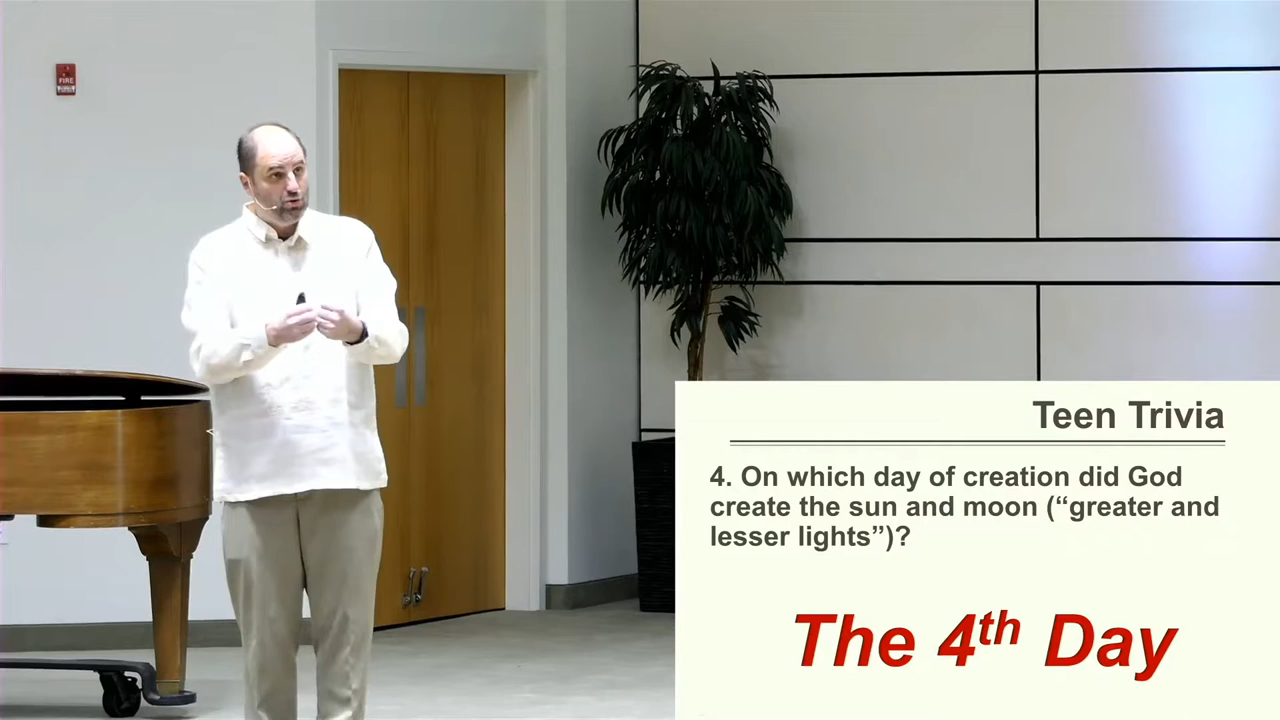 FIRE
Teen Trivia
4. On which day of creation did God
create the sun and moon (“greater and
lesser lights”)?
The 4th Day